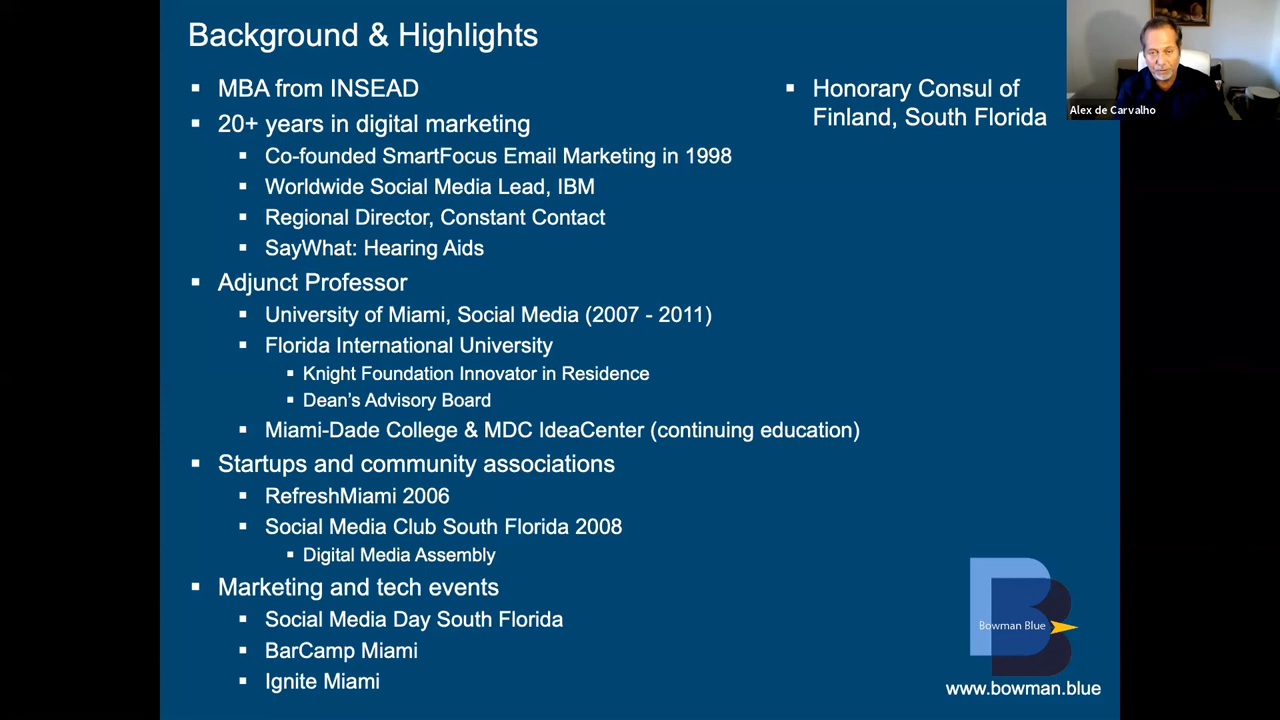 Background & Highlights
MBA from INSEAD
20+ years in digital marketing
Co-founded SmartFocus Email Marketing in 1998
Worldwide Social Media Lead, IBM
Regional Director, Constant Contact
SayWhat: Hearing Aids
Adjunct Professor
University of Miami, Social Media (2007 - 2011)
Florida International University
Knight Foundation Innovator in Residence
Dean’s Advisory Board
Miami-Dade College & MDC IdeaCenter (continuing education)
Startups and community associations
RefreshMiami 2006
Social Media Club South Florida 2008
Digital Media Assembly
Marketing and tech events
Social Media Day South Florida
BarCamp Miami
Ignite Miami
Honorary Consul of
Finland, South Florida
Alex de Carvalho
Bowman Blue
www.bowman.blue